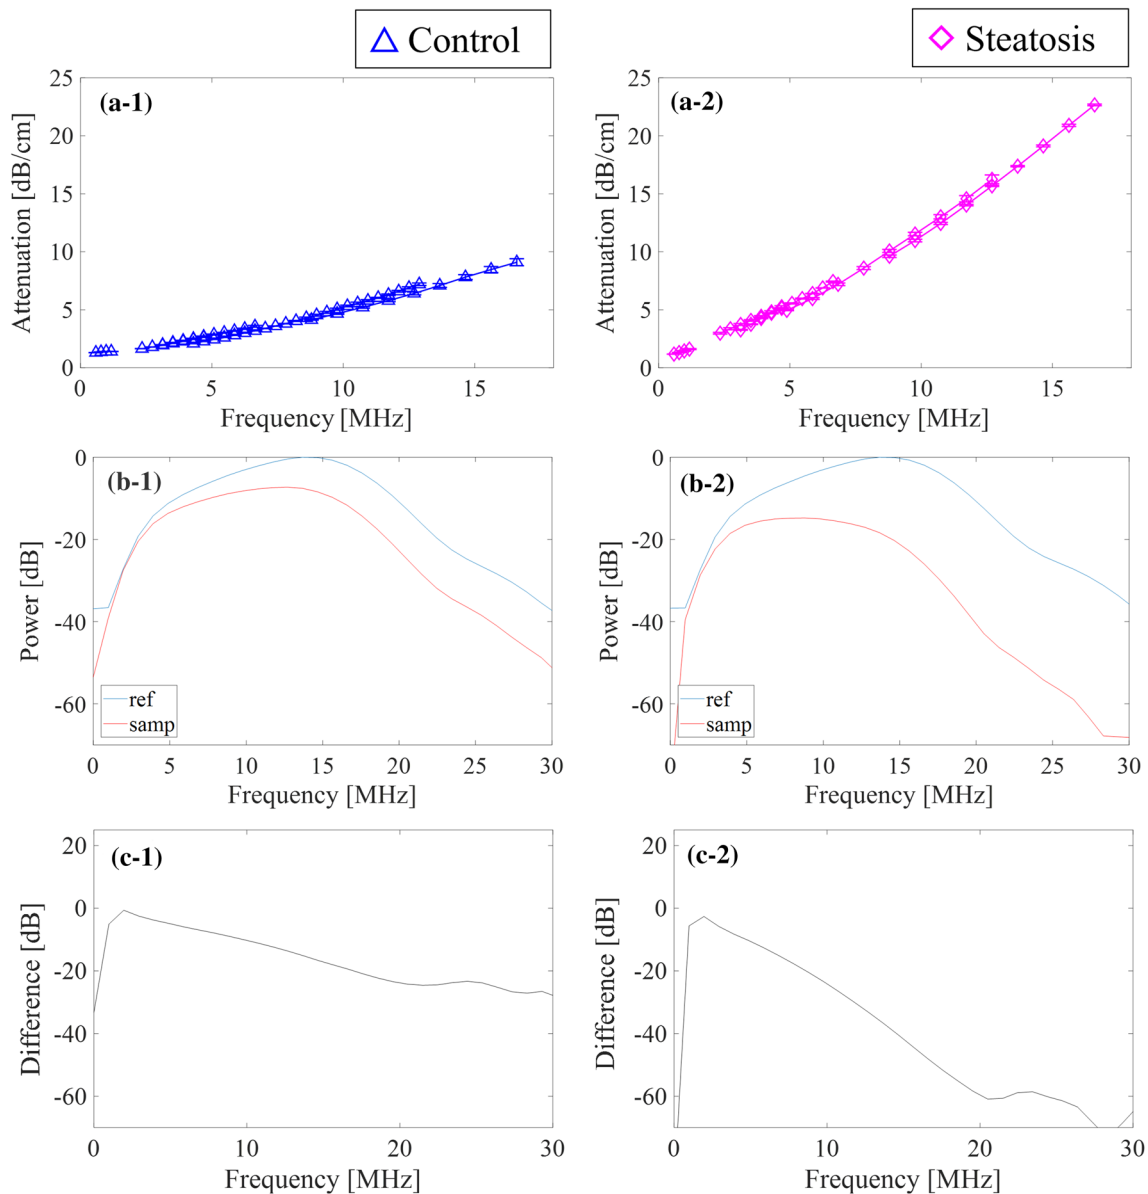 Control
Steatosis
(a-1)
25
20
15
10
5
0
Attenuation [dB/cm]
0 5 10 15
Frequency [MHz]
(a-2)
25
20
15
10
5
0
Attenuation [dB/cm]
0 5 10 15
Frequency [MHz]
(b-1)
0
-20
-40
-60
Power [dB]
ref
samp
0 5 10 15 20 25 30
Frequency [MHz]
(b-2)
0
-20
-40
-60
Power [dB]
ref
samp
0 5 10 15 20 25 30
Frequency [MHz]
(c-1)
20
0
-20
-40
-60
Difference [dB]
0 10 20 30
Frequency [MHz]
(c-2)
20
0
-20
-40
-60
Difference [dB]
0 10 20 30
Frequency [MHz]